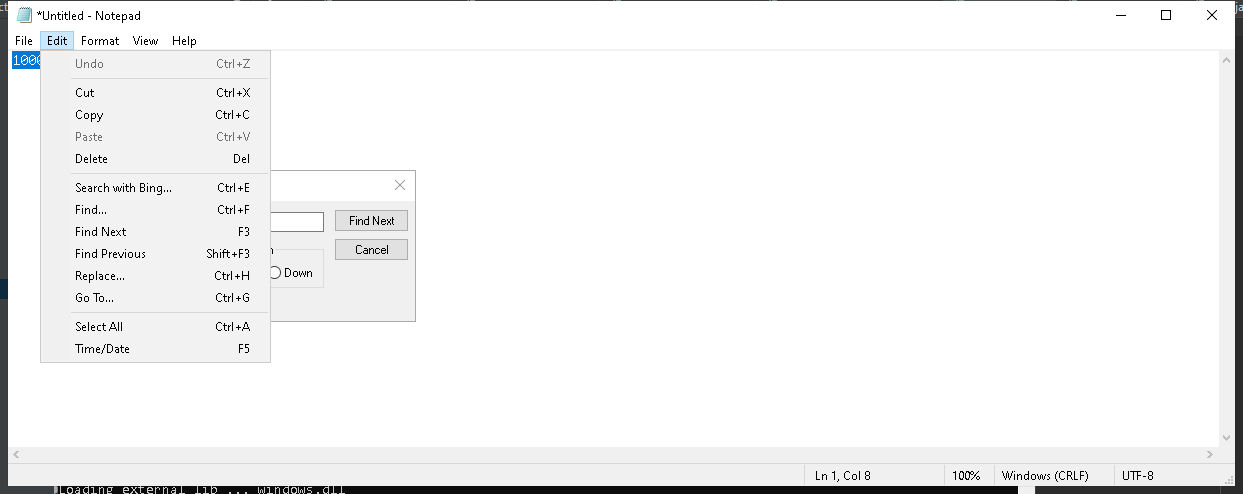 *Untitled - Notepad
File Edit Format View Help
1000
Undo Ctrl+Z
Cut Ctrl+X
Copy Ctrl+C
Paste Ctrl+V
Delete Del
Search with Bing... Ctrl+E
Find... Ctrl+F
Find Next F3
Find Previous Shift+F3
Replace... Ctrl+H
Go To... Ctrl+G
Select All Ctrl+A
Time/Date F5
Find Next
Cancel
Down
Ln 1, Col 8 100% Windows (CRLF) UTF-8
Loading external lib ... windows.dll